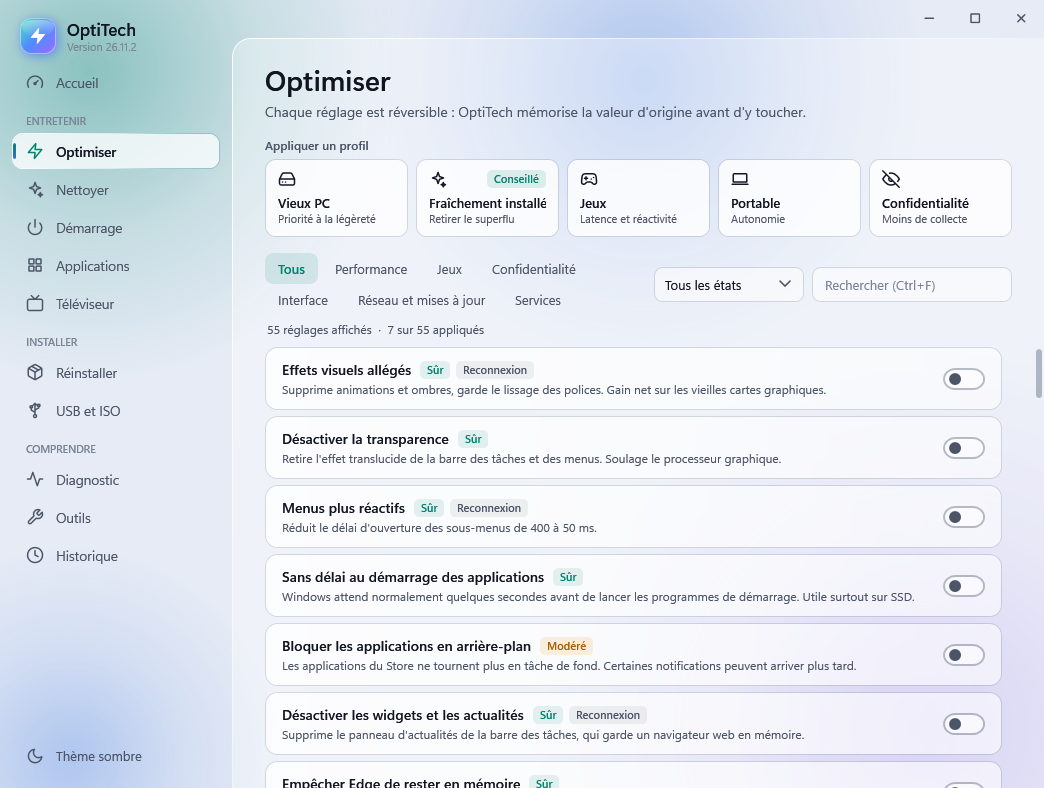 OptiTech
Version 26.11.2
Accueil
ENTRETENIR
Optimiser
Nettoyer
Démarrage
Applications
Téléviseur
INSTALLER
Réinstaller
USB et ISO
COMPRENDRE
Diagnostic
Outils
Historique
Thème sombre
Optimiser
Chaque réglage est réversible : OptiTech mémorise la valeur d'origine avant d'y toucher.
Appliquer un profil
Vieux PC
Priorité à la légèreté
Conseillé
Fraîchement installé
Retirer le superflu
Jeux
Latence et réactivité
Portable
Autonomie
Confidentialité
Moins de collecte
Tous Performance Jeux Confidentialité
Interface Réseau et mises à jour Services
Tous les états
Rechercher (Ctrl+F)
55 réglages affichés · 7 sur 55 appliqués
Effets visuels allégés Sûr Reconnexion
Supprime animations et ombres, garde le lissage des polices. Gain net sur les vieilles cartes graphiques.
Désactiver la transparence Sûr
Retire l'effet translucide de la barre des tâches et des menus. Soulage le processeur graphique.
Menus plus réactifs Sûr Reconnexion
Réduit le délai d'ouverture des sous-menus de 400 à 50 ms.
Sans délai au démarrage des applications Sûr
Windows attend normalement quelques secondes avant de lancer les programmes de démarrage. Utile surtout sur SSD.
Bloquer les applications en arrière-plan Modéré
Les applications du Store ne tournent plus en tâche de fond. Certaines notifications peuvent arriver plus tard.
Désactiver les widgets et les actualités Sûr Reconnexion
Supprime le panneau d'actualités de la barre des tâches, qui garde un navigateur web en mémoire.
Empêcher Edge de rester en mémoire Sûr